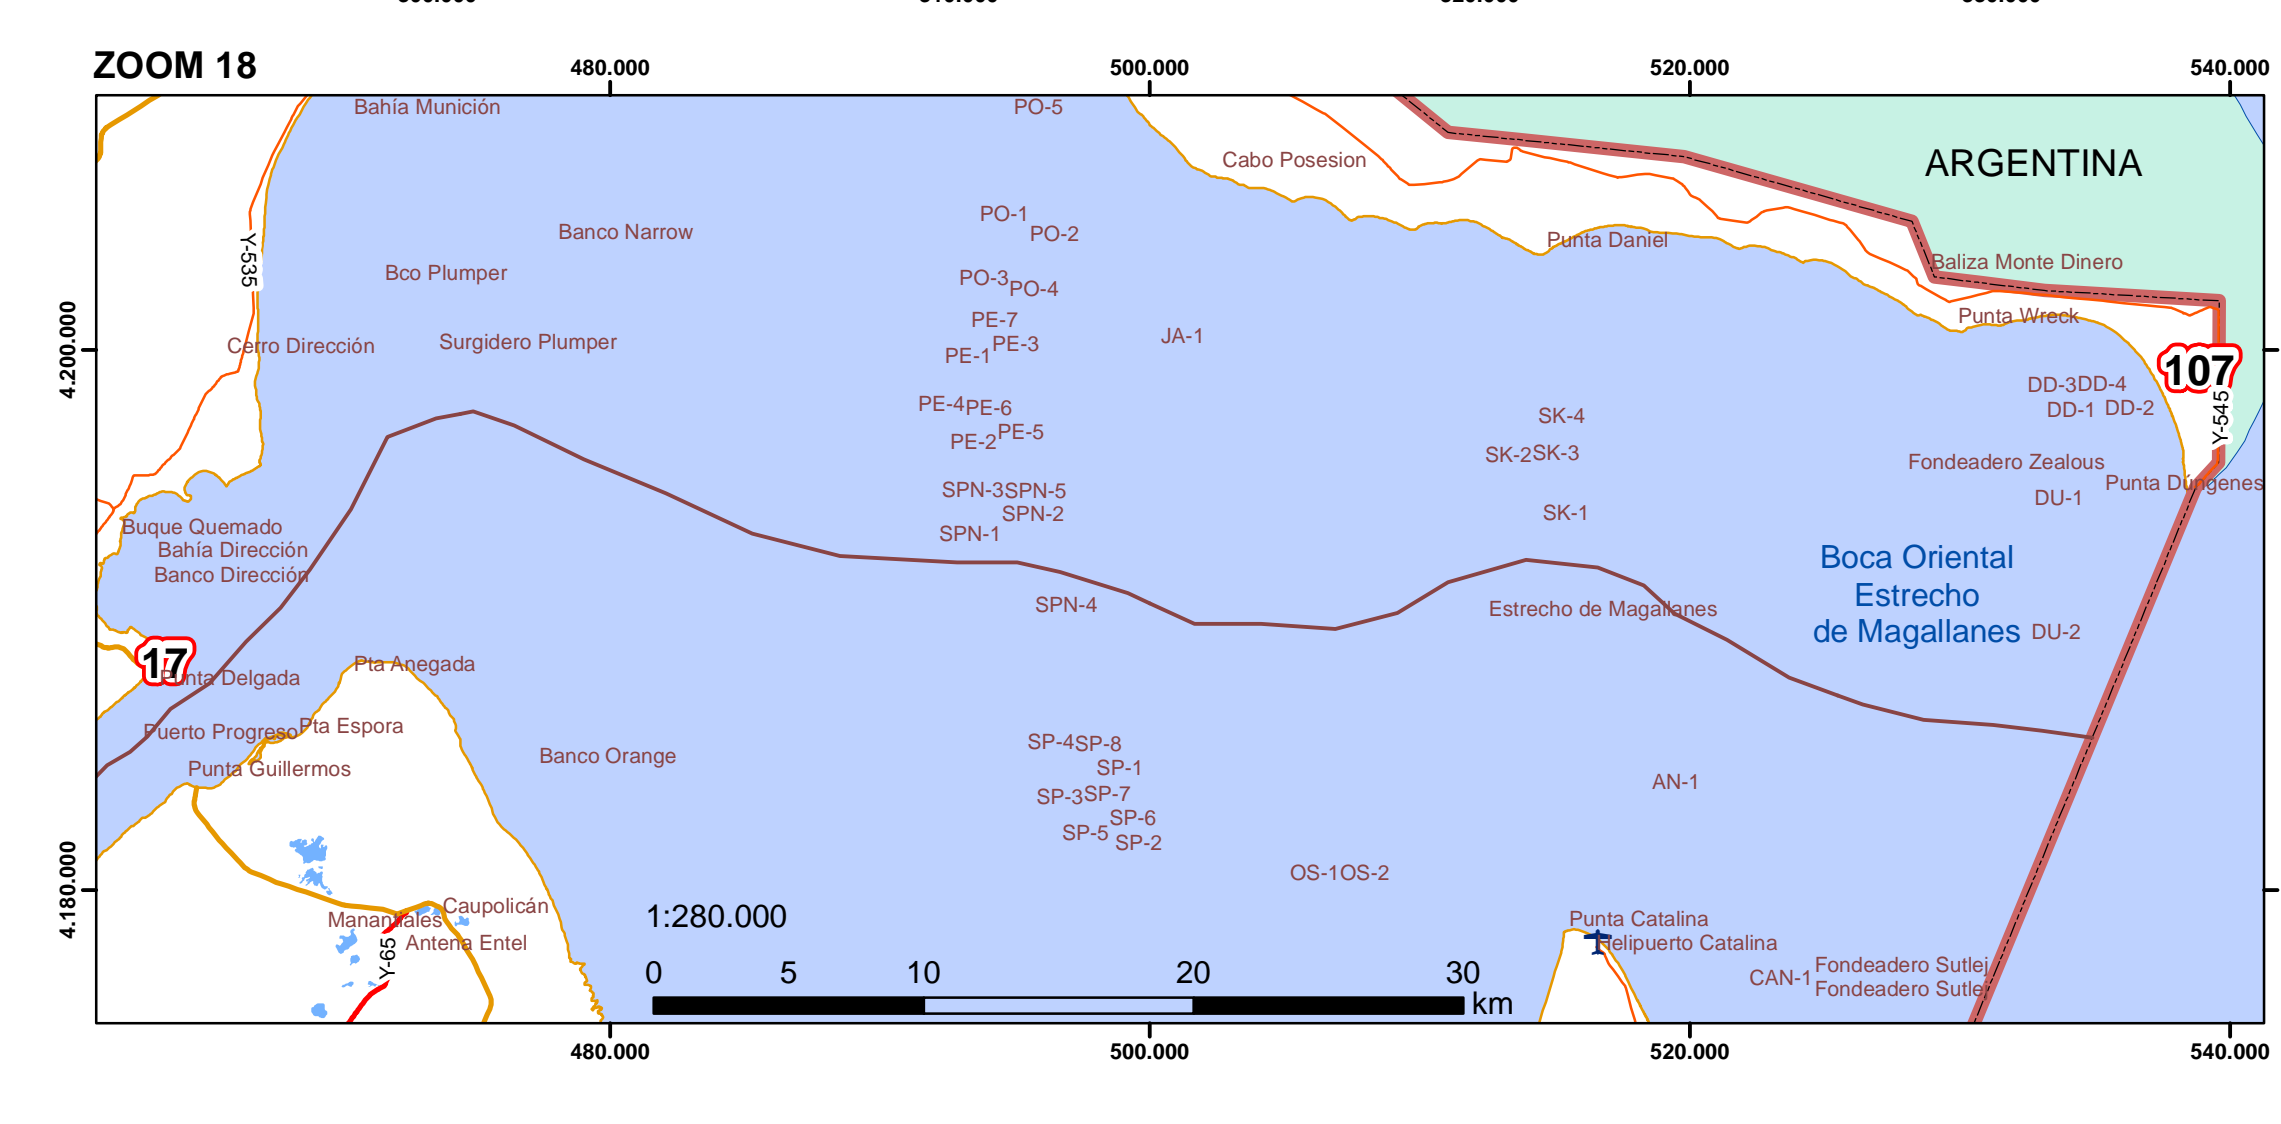 ZOOM 18
480.000
500.000
520.000
540.000
Bahía Munición
PO-5
Cabo Posesion
ARGENTINA
PO-1
PO-2
Banco Narrow
Punta Daniel
Y-535
Bco Plumper
Baliza Monte Dinero
PO-3
PO-4
PE-7
Punta Wreck
JA-1
4.200.000
Cerro Dirección
Surgidero Plumper
PE-3
PE-1
107
DD-3
DD-4
PE-4
PE-6
DD-1
DD-2
SK-4
Y-545
PE-5
PE-2
SK-2
SK-3
Fondeadero Zealous
Punta Dúngenes
SPN-3
SPN-5
DU-1
SPN-2
SK-1
Buque Quemado
SPN-1
Bahía Dirección
Banco Dirección
Boca Oriental
Estrecho
de Magallanes
SPN-4
Estrecho de Magallanes
DU-2
17
Pta Anegada
Punta Delgada
Puerto Progreso
Pta Espora
SP-4
SP-8
Banco Orange
Punta Guillermos
SP-1
AN-1
SP-3
SP-7
SP-6
SP-5
SP-2
OS-1
OS-2
4.180.000
Caupolicán
Manantiales
Antena Entel
Y-65
1:280.000
Punta Catalina
Helipuerto Catalina
CAN-1
Fondeadero Sutlej
Fondeadero Sutlej
0
5
10
20
30
km
480.000
500.000
520.000
540.000